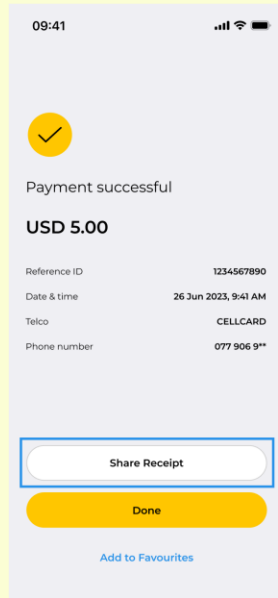 09:41
Payment successful
USD 5.00
Reference ID 1234567890
Date & time 26 Jun 2023, 9:41 AM
Telco CELLCARD
Phone number 077 906 9**
Share Receipt
Done
Add to Favourites